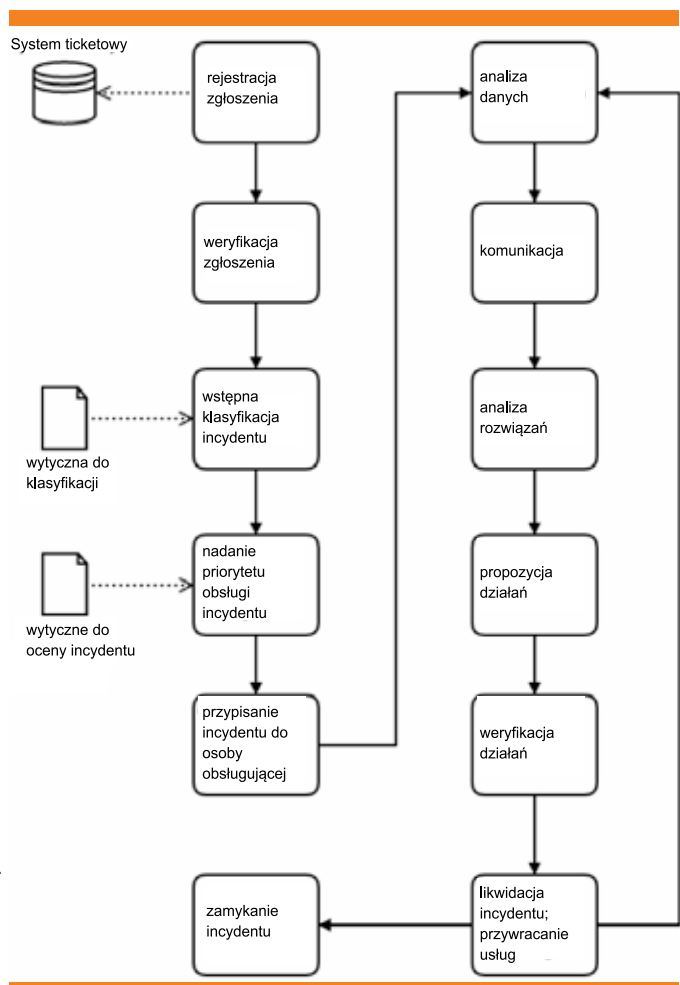 System ticketowy
rejestracja
zgłoszenia
weryfikacja
zgłoszenia
wstępna
klasyfikacja
incydentu
wytyczna do
klasyfikacji
nadanie
priorytetu
obsługi
incydentu
wytyczne do
oceny incydentu
przypisanie
incydentu do
osoby
obsługującej
analiza
danych
komunikacja
analiza
rozwiązań
propozycja
działań
weryfikacja
działań
likwidacja
incydentu;
przywracanie
usług
zamykanie
incydentu